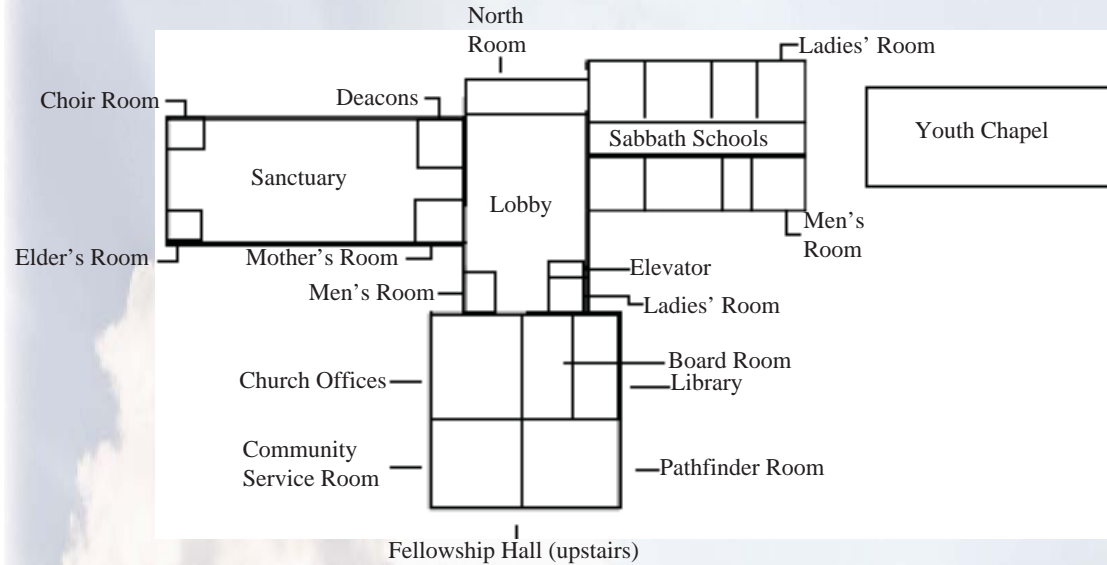 North
Room
Ladies’ Room
Choir Room
Deacons
Youth Chapel
Sabbath Schools
Sanctuary
Lobby
Men’s
Room
Elder’s Room
Mother’s Room
Elevator
Men’s Room
Ladies’ Room
Board Room
Church Offices
Library
Community
Service Room
Pathfinder Room
Fellowship Hall (upstairs)